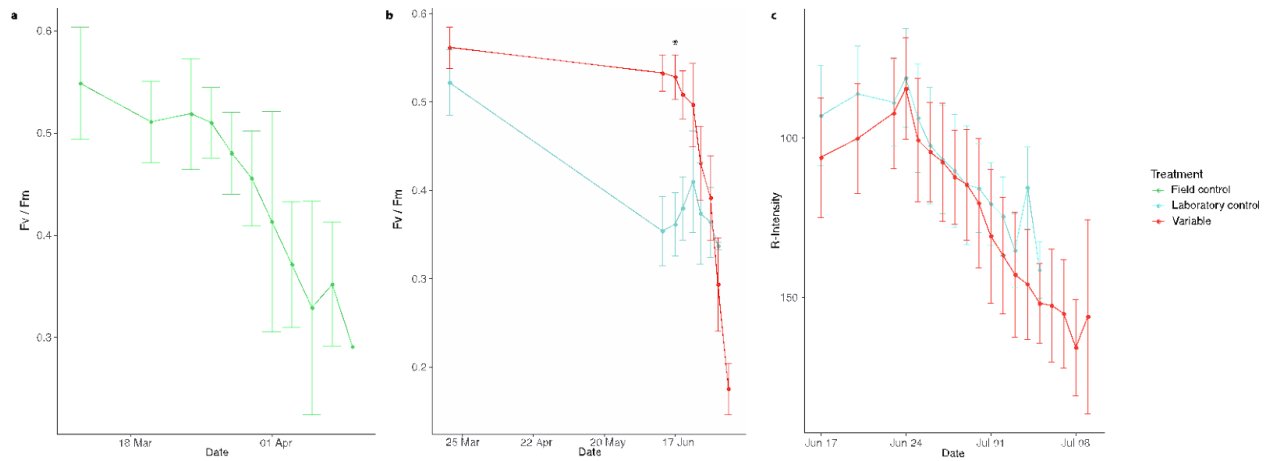 a
0.6
0.5
0.4
0.3
Fv / Fm
18 Mar
01 Apr
Date
b
0.6
0.5
0.4
0.3
0.2
Fv / Fm
*
25 Mar
22 Apr
20 May
17 Jun
Date
c
100
150
R-Intensity
Jun 17
Jun 24
Jul 01
Jul 08
Date
Treatment
Field control
Laboratory control
Variable